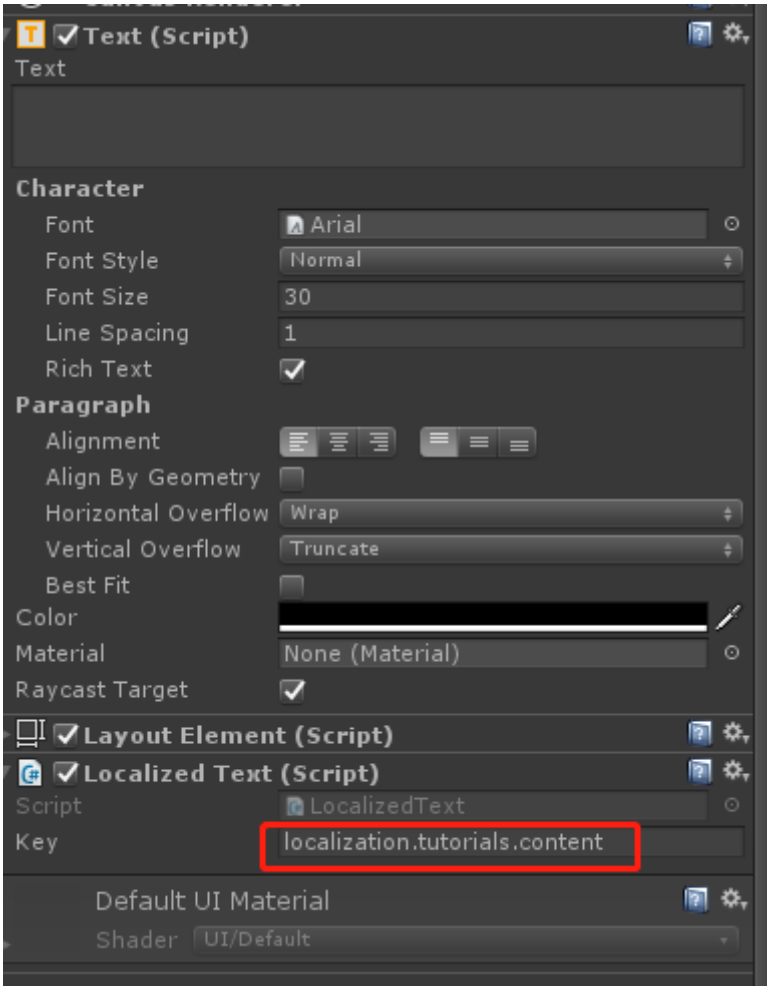 Text (Script)
Text
Character
Font Arial
Font Style Normal
Font Size 30
Line Spacing 1
Rich Text
Paragraph
Alignment
Align By Geometry
Horizontal Overflow Wrap
Vertical Overflow Truncate
Best Fit
Color
Material None (Material)
Raycast Target
Layout Element (Script)
Localized Text (Script)
Script LocalizedText
Key localization.tutorials.content
Default UI Material
Shader UI/Default